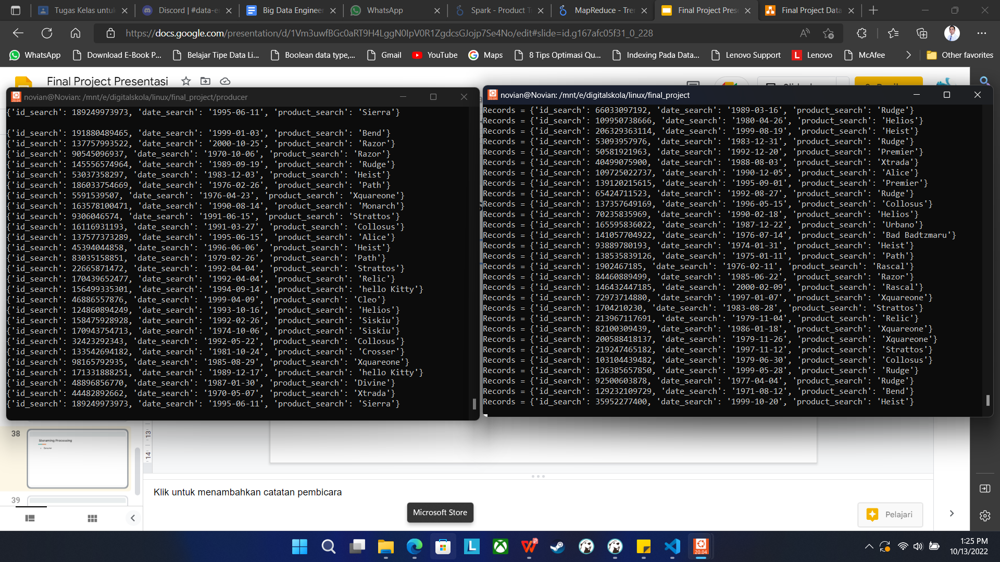 Tugas Kelas untuk
Discord | #data-e
Big Data Engineer
WhatsApp
Spark - Product T
MapReduce - Tre
Final Project Pres
Final Project Data
https://docs.google.com/presentation/d/1Vm3uwfBGc0aRT9H4LggN0IpV0R1ZgdcsGJojp7Se4No/edit#slide=id.g167afc05f31_0_228
WhatsApp
Download E-Book P...
Belajar Tipe Data Li...
Boolean data type,...
Gmail
YouTube
Maps
8 Tips Optimasi Qu...
Indexing Pada Data...
Lenovo Support
Lenovo
McAfee
Other favorites
Final Project Presentasi
novian@Novian: /mnt/e/digitalskola/linux/final_project/producer
{'id_search': 189249973973, 'date_search': '1995-06-11', 'product_search': 'Sierra'}
{'id_search': 191880489465, 'date_search': '1999-01-03', 'product_search': 'Bend'}
{'id_search': 137757993522, 'date_search': '2000-10-25', 'product_search': 'Razor'}
{'id_search': 90545096937, 'date_search': '1970-10-06', 'product_search': 'Razor'}
{'id_search': 145556574964, 'date_search': '1989-09-19', 'product_search': 'Rudge'}
{'id_search': 53037358297, 'date_search': '1983-12-03', 'product_search': 'Heist'}
{'id_search': 186033754669, 'date_search': '1976-02-26', 'product_search': 'Path'}
{'id_search': 5591539507, 'date_search': '1976-04-23', 'product_search': 'Xquareone'}
{'id_search': 163578100471, 'date_search': '1990-08-14', 'product_search': 'Monarch'}
{'id_search': 9306046574, 'date_search': '1991-06-15', 'product_search': 'Strattos'}
{'id_search': 16116931193, 'date_search': '1991-03-27', 'product_search': 'Collosus'}
{'id_search': 137577373289, 'date_search': '1995-06-15', 'product_search': 'Alice'}
{'id_search': 45394044858, 'date_search': '1996-06-06', 'product_search': 'Heist'}
{'id_search': 83035158851, 'date_search': '1979-02-26', 'product_search': 'Path'}
{'id_search': 22665871472, 'date_search': '1992-04-04', 'product_search': 'Strattos'}
{'id_search': 170439652477, 'date_search': '1992-04-04', 'product_search': 'Relic'}
{'id_search': 156499335301, 'date_search': '1994-09-14', 'product_search': 'hello Kitty'}
{'id_search': 46886557876, 'date_search': '1999-04-09', 'product_search': 'Cleo'}
{'id_search': 124860894249, 'date_search': '1993-10-16', 'product_search': 'Helios'}
{'id_search': 158475928928, 'date_search': '1992-02-26', 'product_search': 'Siskiu'}
{'id_search': 170943754713, 'date_search': '1974-10-06', 'product_search': 'Siskiu'}
{'id_search': 32423292343, 'date_search': '1992-05-22', 'product_search': 'Collosus'}
{'id_search': 133542694182, 'date_search': '1981-10-24', 'product_search': 'Crosser'}
{'id_search': 98165792935, 'date_search': '1985-08-29', 'product_search': 'Xquareone'}
{'id_search': 171331888251, 'date_search': '1989-12-17', 'product_search': 'hello Kitty'}
{'id_search': 48896856770, 'date_search': '1987-01-30', 'product_search': 'Divine'}
{'id_search': 44482892662, 'date_search': '1970-05-07', 'product_search': 'Xtrada'}
{'id_search': 189249973973, 'date_search': '1995-06-11', 'product_search': 'Sierra'}
novian@Novian: /mnt/e/digitalskola/linux/final_project
Records = {'id_search': 66033097192, 'date_search': '1989-03-16', 'product_search': 'Rudge'}
Records = {'id_search': 109950738666, 'date_search': '1980-04-26', 'product_search': 'Helios'}
Records = {'id_search': 206329363114, 'date_search': '1999-08-19', 'product_search': 'Heist'}
Records = {'id_search': 53093957976, 'date_search': '1983-12-31', 'product_search': 'Rudge'}
Records = {'id_search': 50581921963, 'date_search': '1992-12-20', 'product_search': 'Premier'}
Records = {'id_search': 40499075900, 'date_search': '1988-08-03', 'product_search': 'Xtrada'}
Records = {'id_search': 109725022737, 'date_search': '1990-12-05', 'product_search': 'Alice'}
Records = {'id_search': 139120215615, 'date_search': '1995-09-01', 'product_search': 'Premier'}
Records = {'id_search': 65424711523, 'date_search': '1992-08-27', 'product_search': 'Rudge'}
Records = {'id_search': 137357649169, 'date_search': '1996-05-15', 'product_search': 'Collosus'}
Records = {'id_search': 70235835969, 'date_search': '1990-02-18', 'product_search': 'Helios'}
Records = {'id_search': 165595836022, 'date_search': '1987-12-22', 'product_search': 'Urbano'}
Records = {'id_search': 141057704922, 'date_search': '1976-07-14', 'product_search': 'Bad Badtzmaru'}
Records = {'id_search': 93889780193, 'date_search': '1974-01-31', 'product_search': 'Heist'}
Records = {'id_search': 138535839126, 'date_search': '1975-01-11', 'product_search': 'Path'}
Records = {'id_search': 1902467185, 'date_search': '1976-02-11', 'product_search': 'Rascal'}
Records = {'id_search': 84460889499, 'date_search': '1985-06-22', 'product_search': 'Razor'}
Records = {'id_search': 146432447185, 'date_search': '2000-02-09', 'product_search': 'Rascal'}
Records = {'id_search': 72973714880, 'date_search': '1997-01-07', 'product_search': 'Xquareone'}
Records = {'id_search': 1704210230, 'date_search': '1983-08-28', 'product_search': 'Strattos'}
Records = {'id_search': 213967117691, 'date_search': '1979-11-04', 'product_search': 'Relic'}
Records = {'id_search': 82100309439, 'date_search': '1986-01-18', 'product_search': 'Xquareone'}
Records = {'id_search': 200588418137, 'date_search': '1979-11-26', 'product_search': 'Xquareone'}
Records = {'id_search': 219247465182, 'date_search': '1997-11-12', 'product_search': 'Strattos'}
Records = {'id_search': 103104439482, 'date_search': '1979-06-30', 'product_search': 'Collosus'}
Records = {'id_search': 126385657850, 'date_search': '1999-05-28', 'product_search': 'Rudge'}
Records = {'id_search': 92500603878, 'date_search': '1977-04-04', 'product_search': 'Rudge'}
Records = {'id_search': 129232109729, 'date_search': '1971-08-12', 'product_search': 'Bend'}
Records = {'id_search': 35952277400, 'date_search': '1999-10-20', 'product_search': 'Heist'}
38
Steraming Processing
13
14
39
Klik untuk menambahkan catatan pembicara
Microsoft Store
Pelajari
20.04
1:25 PM
10/13/2022